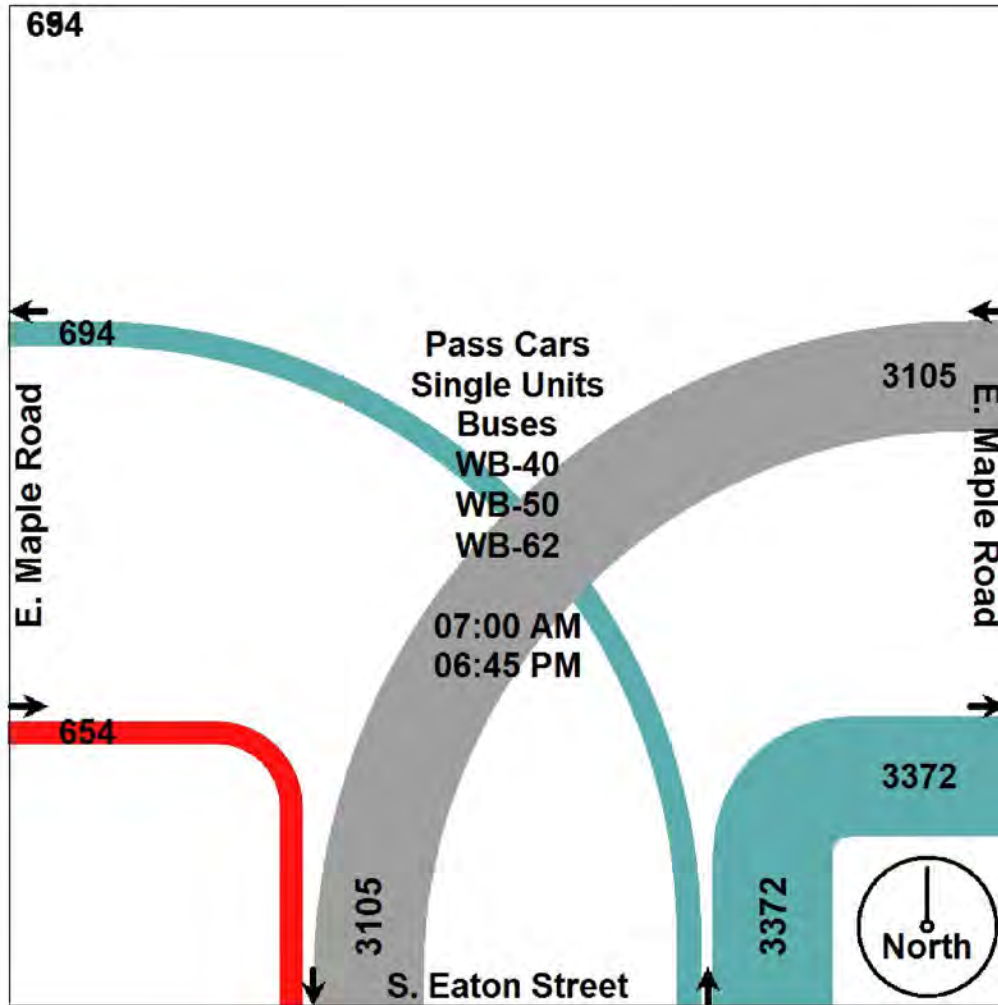 694
694
Pass Cars
Single Units
Buses
WB-40
WB-50
WB-62
3105
E. Maple Road
E. Maple Road
07:00 AM
06:45 PM
654
3372
3105
3372
North
S. Eaton Street